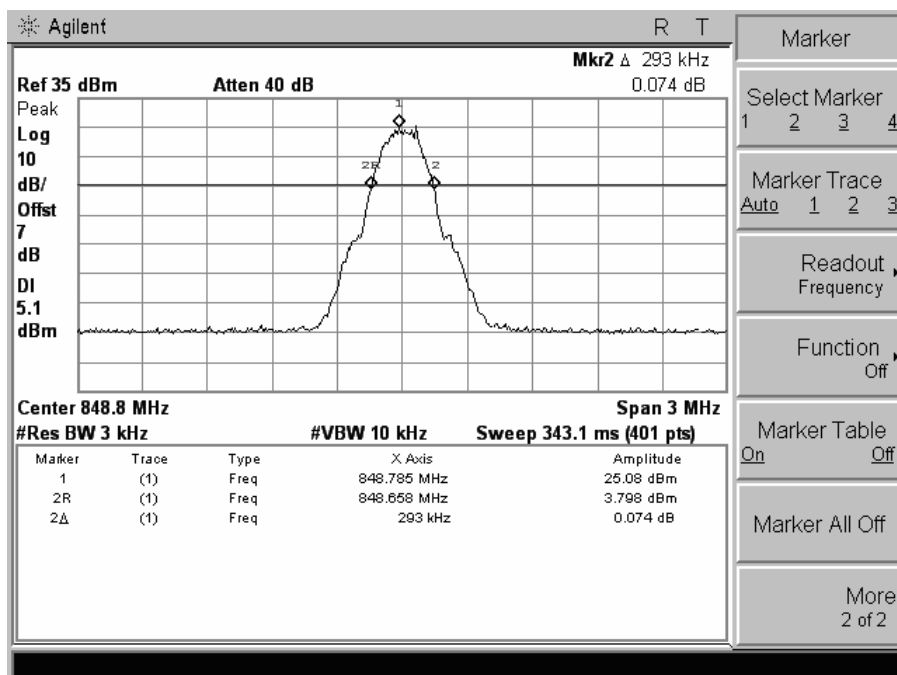 Agilent R T
Mkr2 Δ 293 kHz
Ref 35 dBm Atten 40 dB 0.074 dB
Peak
Log
10
dB/
Offset
7
dB
DI
5.1
dBm
1
2R 2
Center 848.8 MHz Span 3 MHz
#Res BW 3 kHz #VBW 10 kHz Sweep 343.1 ms (401 pts)
Marker Trace Type X Axis Amplitude
1 (1) Freq 848.785 MHz 25.08 dBm
2R (1) Freq 848.658 MHz 3.798 dBm
2Δ (1) Freq 293 kHz 0.074 dB
Marker
Select Marker
1 2 3 4
Marker Trace
Auto 1 2 3
Readout
Frequency
Function
Off
Marker Table
On Off
Marker All Off
More
2 of 2